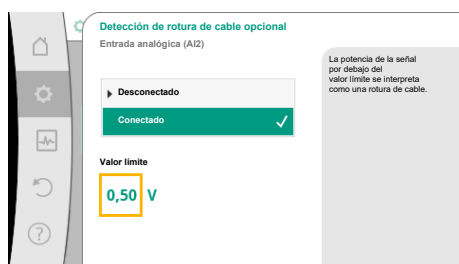 Detección de rotura de cable opcional
Entrada analógica (AI2)
La potencia de la señal
por debajo del
valor límite se interpreta
como una rotura de cable.
Desconectado
Conectado
Valor límite
0,50 V
?